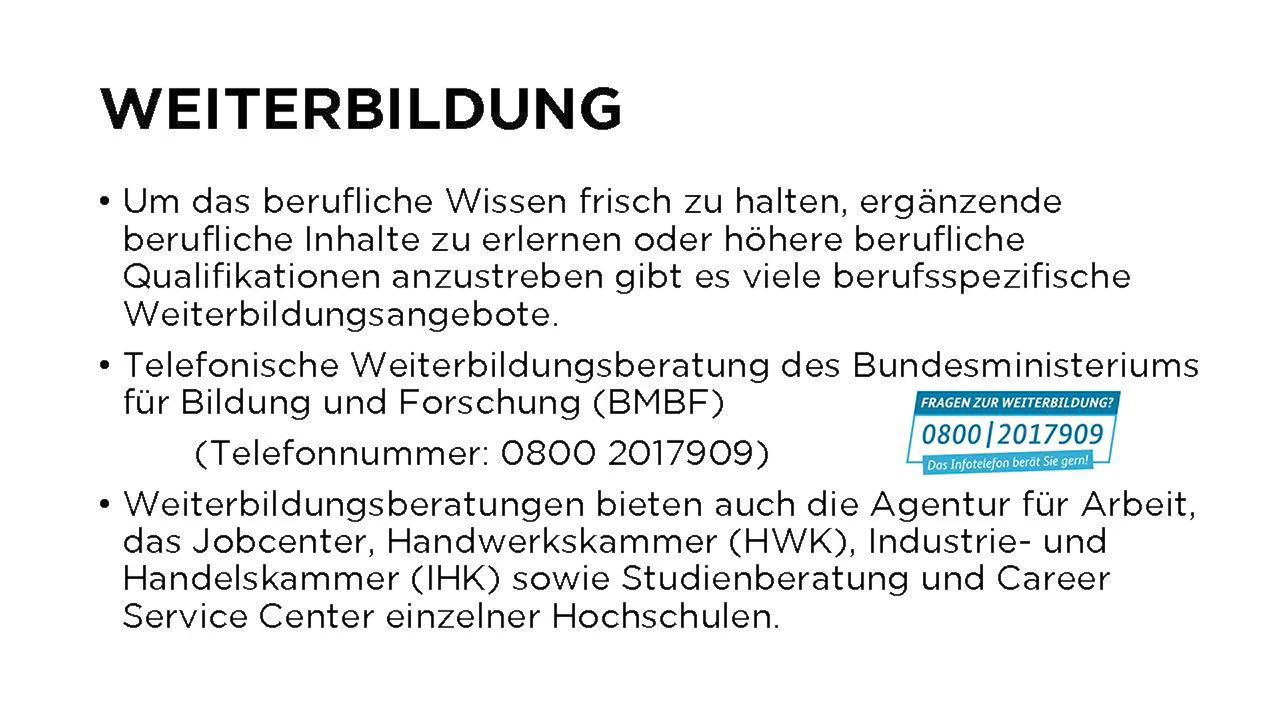 WEITERBILDUNG
• Um das berufliche Wissen frisch zu halten, ergänzende
berufliche Inhalte zu erlernen oder höhere berufliche
Qualifikationen anzustreben gibt es viele berufsspezifische
Weiterbildungsangebote.
• Telefonische Weiterbildungsberatung des Bundesministeriums
für Bildung und Forschung (BMBF)
(Telefonnummer: 0800 2017909)
FRAGEN ZUR WEITERBILDUNG?
0800|2017909
Das Infotelefon berät Sie gern!
• Weiterbildungsberatungen bieten auch die Agentur für Arbeit,
das Jobcenter, Handwerkskammer (HWK), Industrie- und
Handelskammer (IHK) sowie Studienberatung und Career
Service Center einzelner Hochschulen.